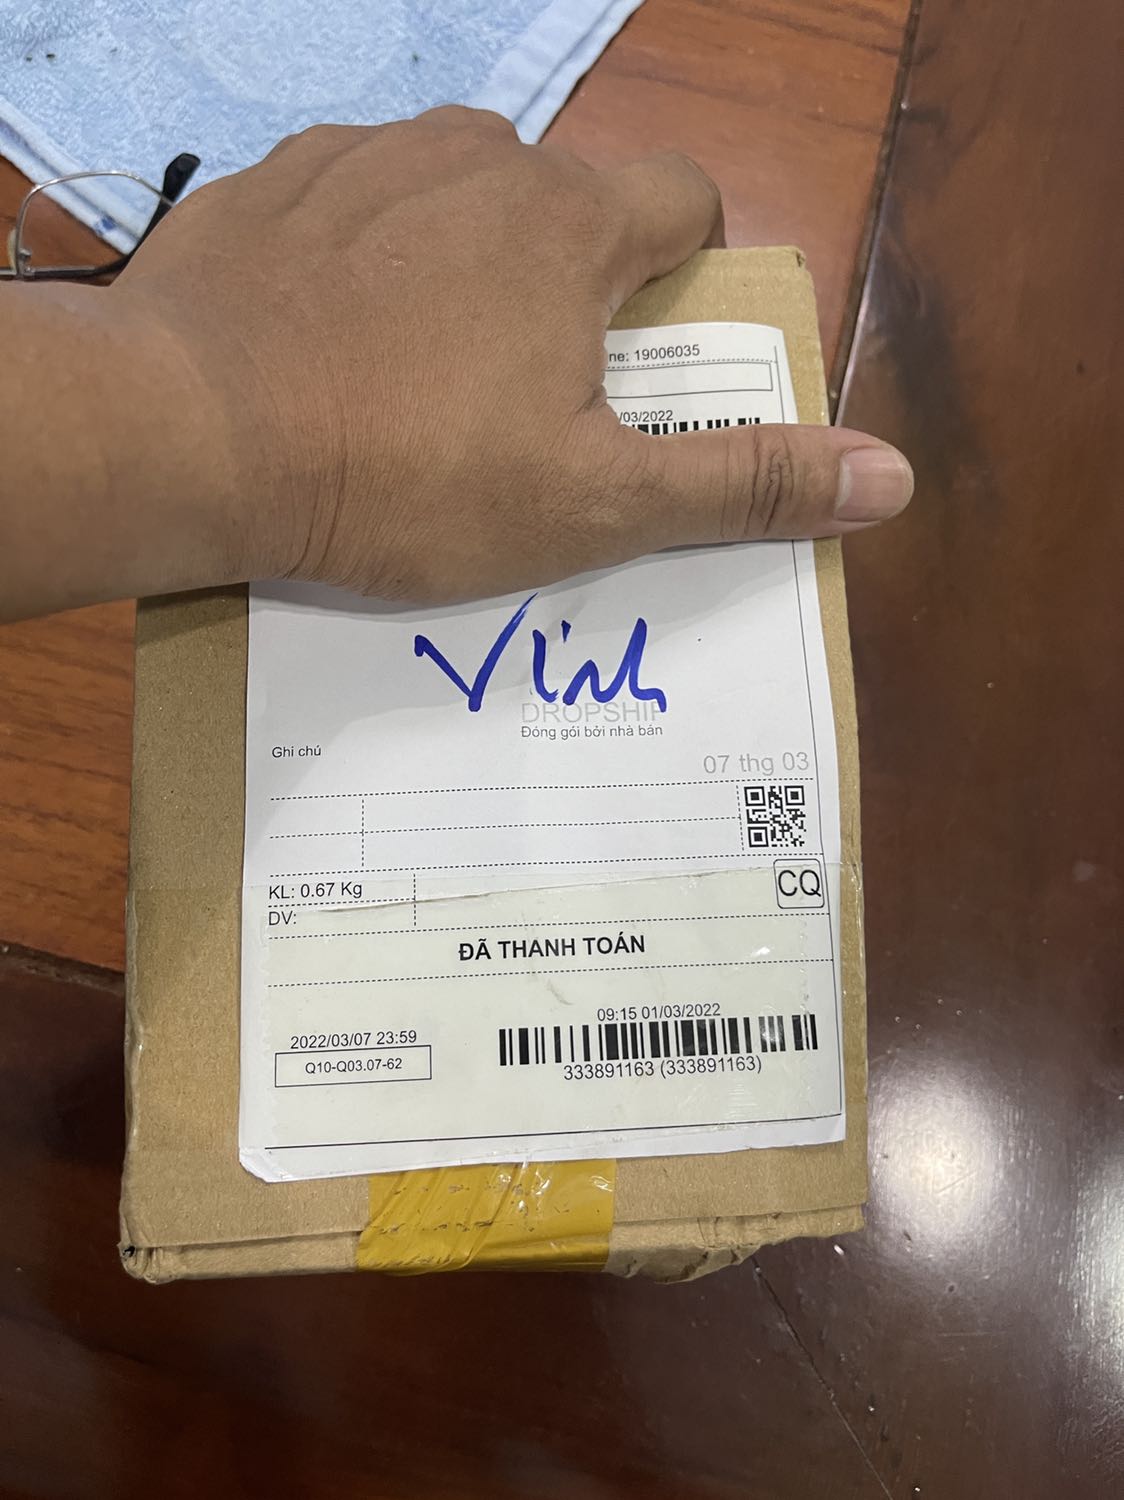 ne: 19006035
/03/2022
Vinh
DROPSHIP
Đóng gói bởi nhà bán
Ghi chú
07 thg 03
KL: 0.67 Kg
CQ
DV:
ĐÃ THANH TOÁN
09:15 01/03/2022
2022/03/07 23:59
Q10-Q03.07-62
333891163 (333891163)